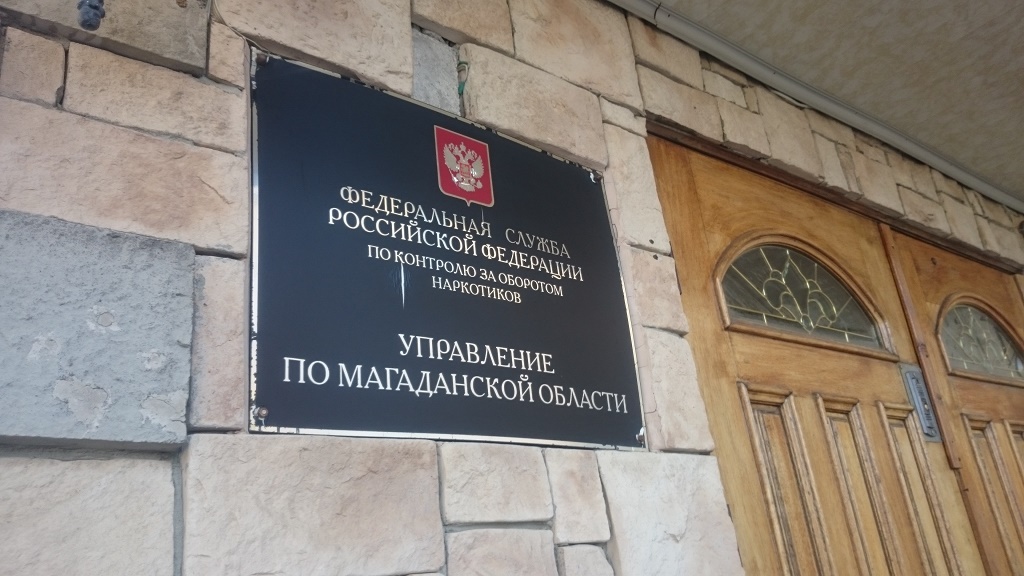 ФЕДЕРАЛЬНАЯ СЛУЖБА
РОССИЙСКОЙ ФЕДЕРАЦИИ
ПО КОНТРОЛЮ ЗА ОБОРОТОМ
НАРКОТИКОВ
УПРАВЛЕНИЕ
ПО МАГАДАНСКОЙ ОБЛАСТИ